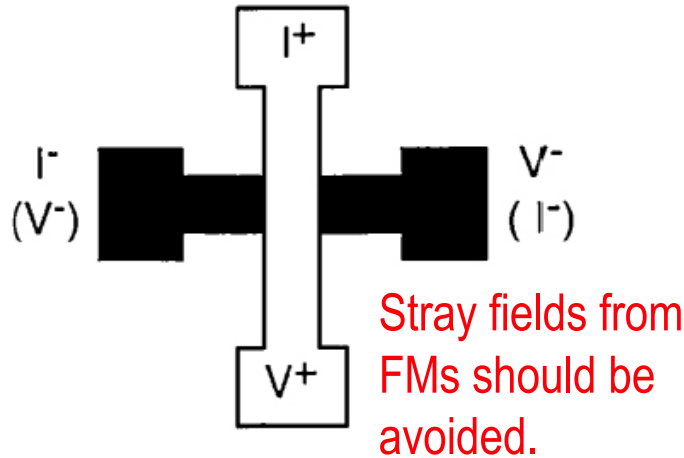 I+
I-
(V-)
V-
( I-)
V+
Stray fields from
FMs should be
avoided.